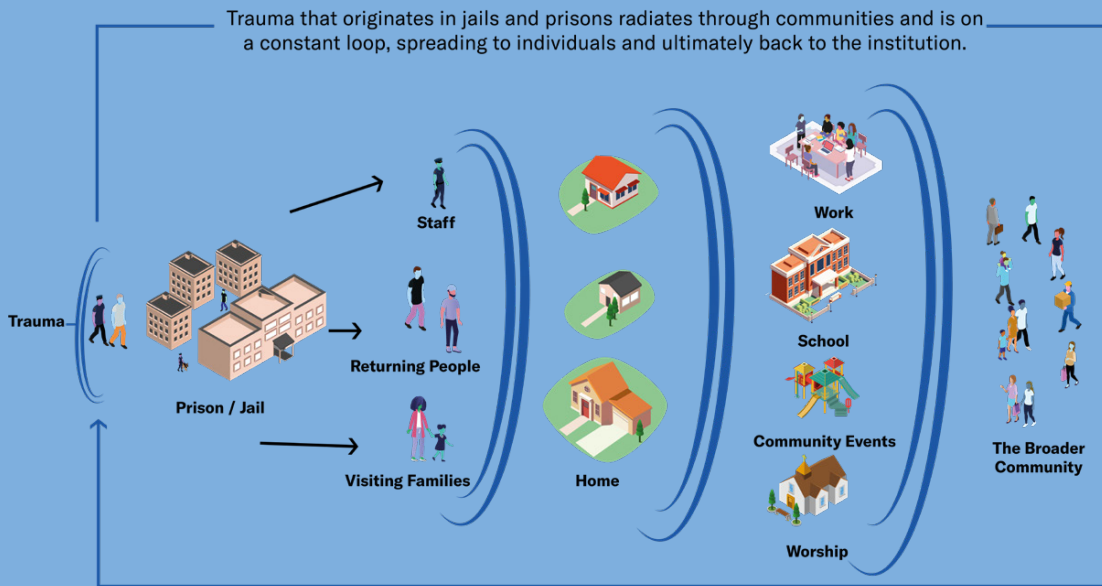 Trauma that originates in jails and prisons radiates through communities and is on
a constant loop, spreading to individuals and ultimately back to the institution.
Trauma
Prison / Jail
Staff
Returning People
Visiting Families
Home
Work
School
Community Events
Worship
The Broader
Community